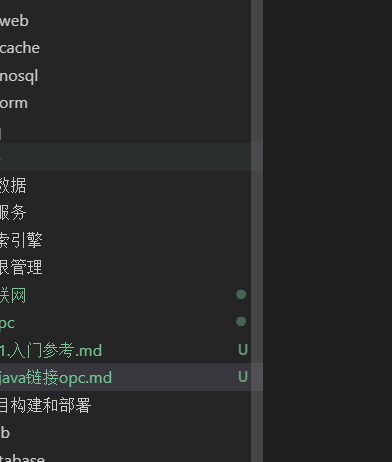 web
cache
nosql
orm
数据
服务
索引擎
限管理
联网
pc
1.入门参考.md U
java链接opc.md U
目构建和部署
b
tabase